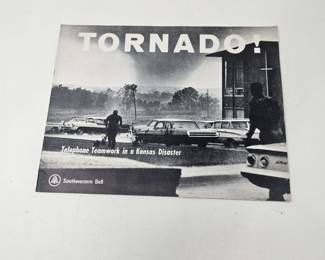 TORNADO!
Telephone Teamwork in a Kansas Disaster
Southwestern Bell